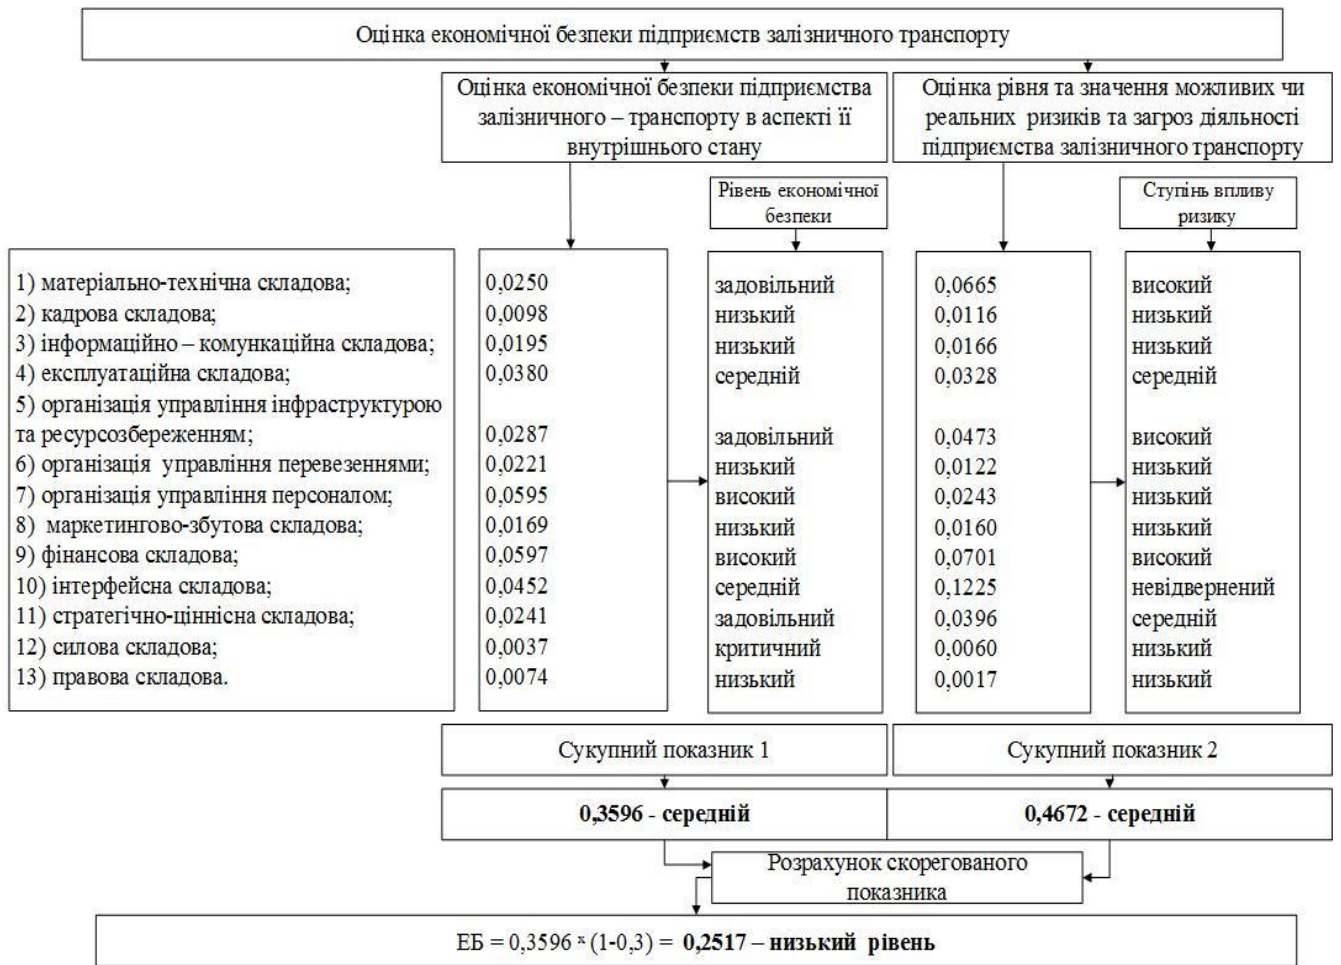 Оцінка економічної безпеки підприємств залізничного транспорту
Оцінка економічної безпеки підприємства
залізничного – транспорту в аспекті її
внутрішнього стану
Оцінка рівня та значення можливих чи
реальних ризиків та загроз діяльності
підприємства залізничного транспорту
Рівень економічної
безпеки
Ступінь впливу
ризику
1) матеріально-технічна складова;
2) кадрова складова;
3) інформаційно – комункаційна складова;
4) експлуатаційна складова;
5) організація управління інфраструктурою
та ресурсозбереженням;
6) організація управління перевезеннями;
7) організація управління персоналом;
8) маркетингово-збутова складова;
9) фінансова складова;
10) інтерфейсна складова;
11) стратегічно-ціннісна складова;
12) силова складова;
13) правова складова.
0,0250
0,0098
0,0195
0,0380
0,0287
0,0221
0,0595
0,0169
0,0597
0,0452
0,0241
0,0037
0,0074
задовільний
низький
низький
середній
задовільний
низький
високий
низький
високий
середній
задовільний
критичний
низький
0,0665
0,0116
0,0166
0,0328
0,0473
0,0122
0,0243
0,0160
0,0701
0,1225
0,0396
0,0060
0,0017
високий
низький
низький
середній
високий
низький
низький
низький
високий
невідвернений
середній
низький
низький
Сукупний показник 1
Сукупний показник 2
0,3596 - середній
0,4672 - середній
Розрахунок скорегованого
показника
ЕБ = 0,3596 ˣ (1-0,3) = 0,2517 – низький рівень